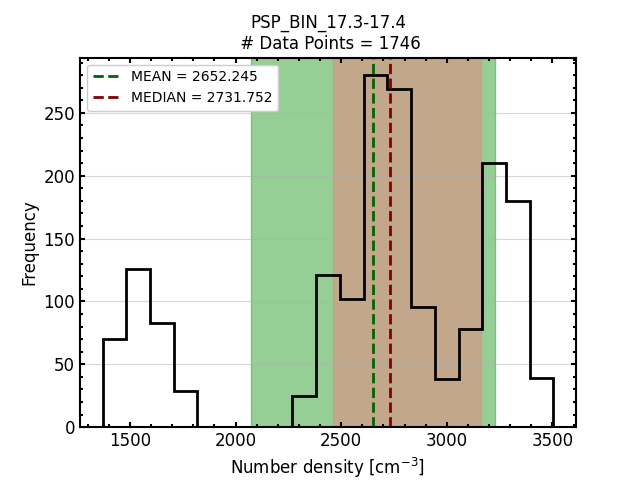 PSP_BIN_17.3-17.4
# Data Points = 1746
MEAN = 2652.245
MEDIAN = 2731.752
Frequency
250
200
150
100
50
0
1500 2000 2500 3000 3500
Number density [cm⁻³]